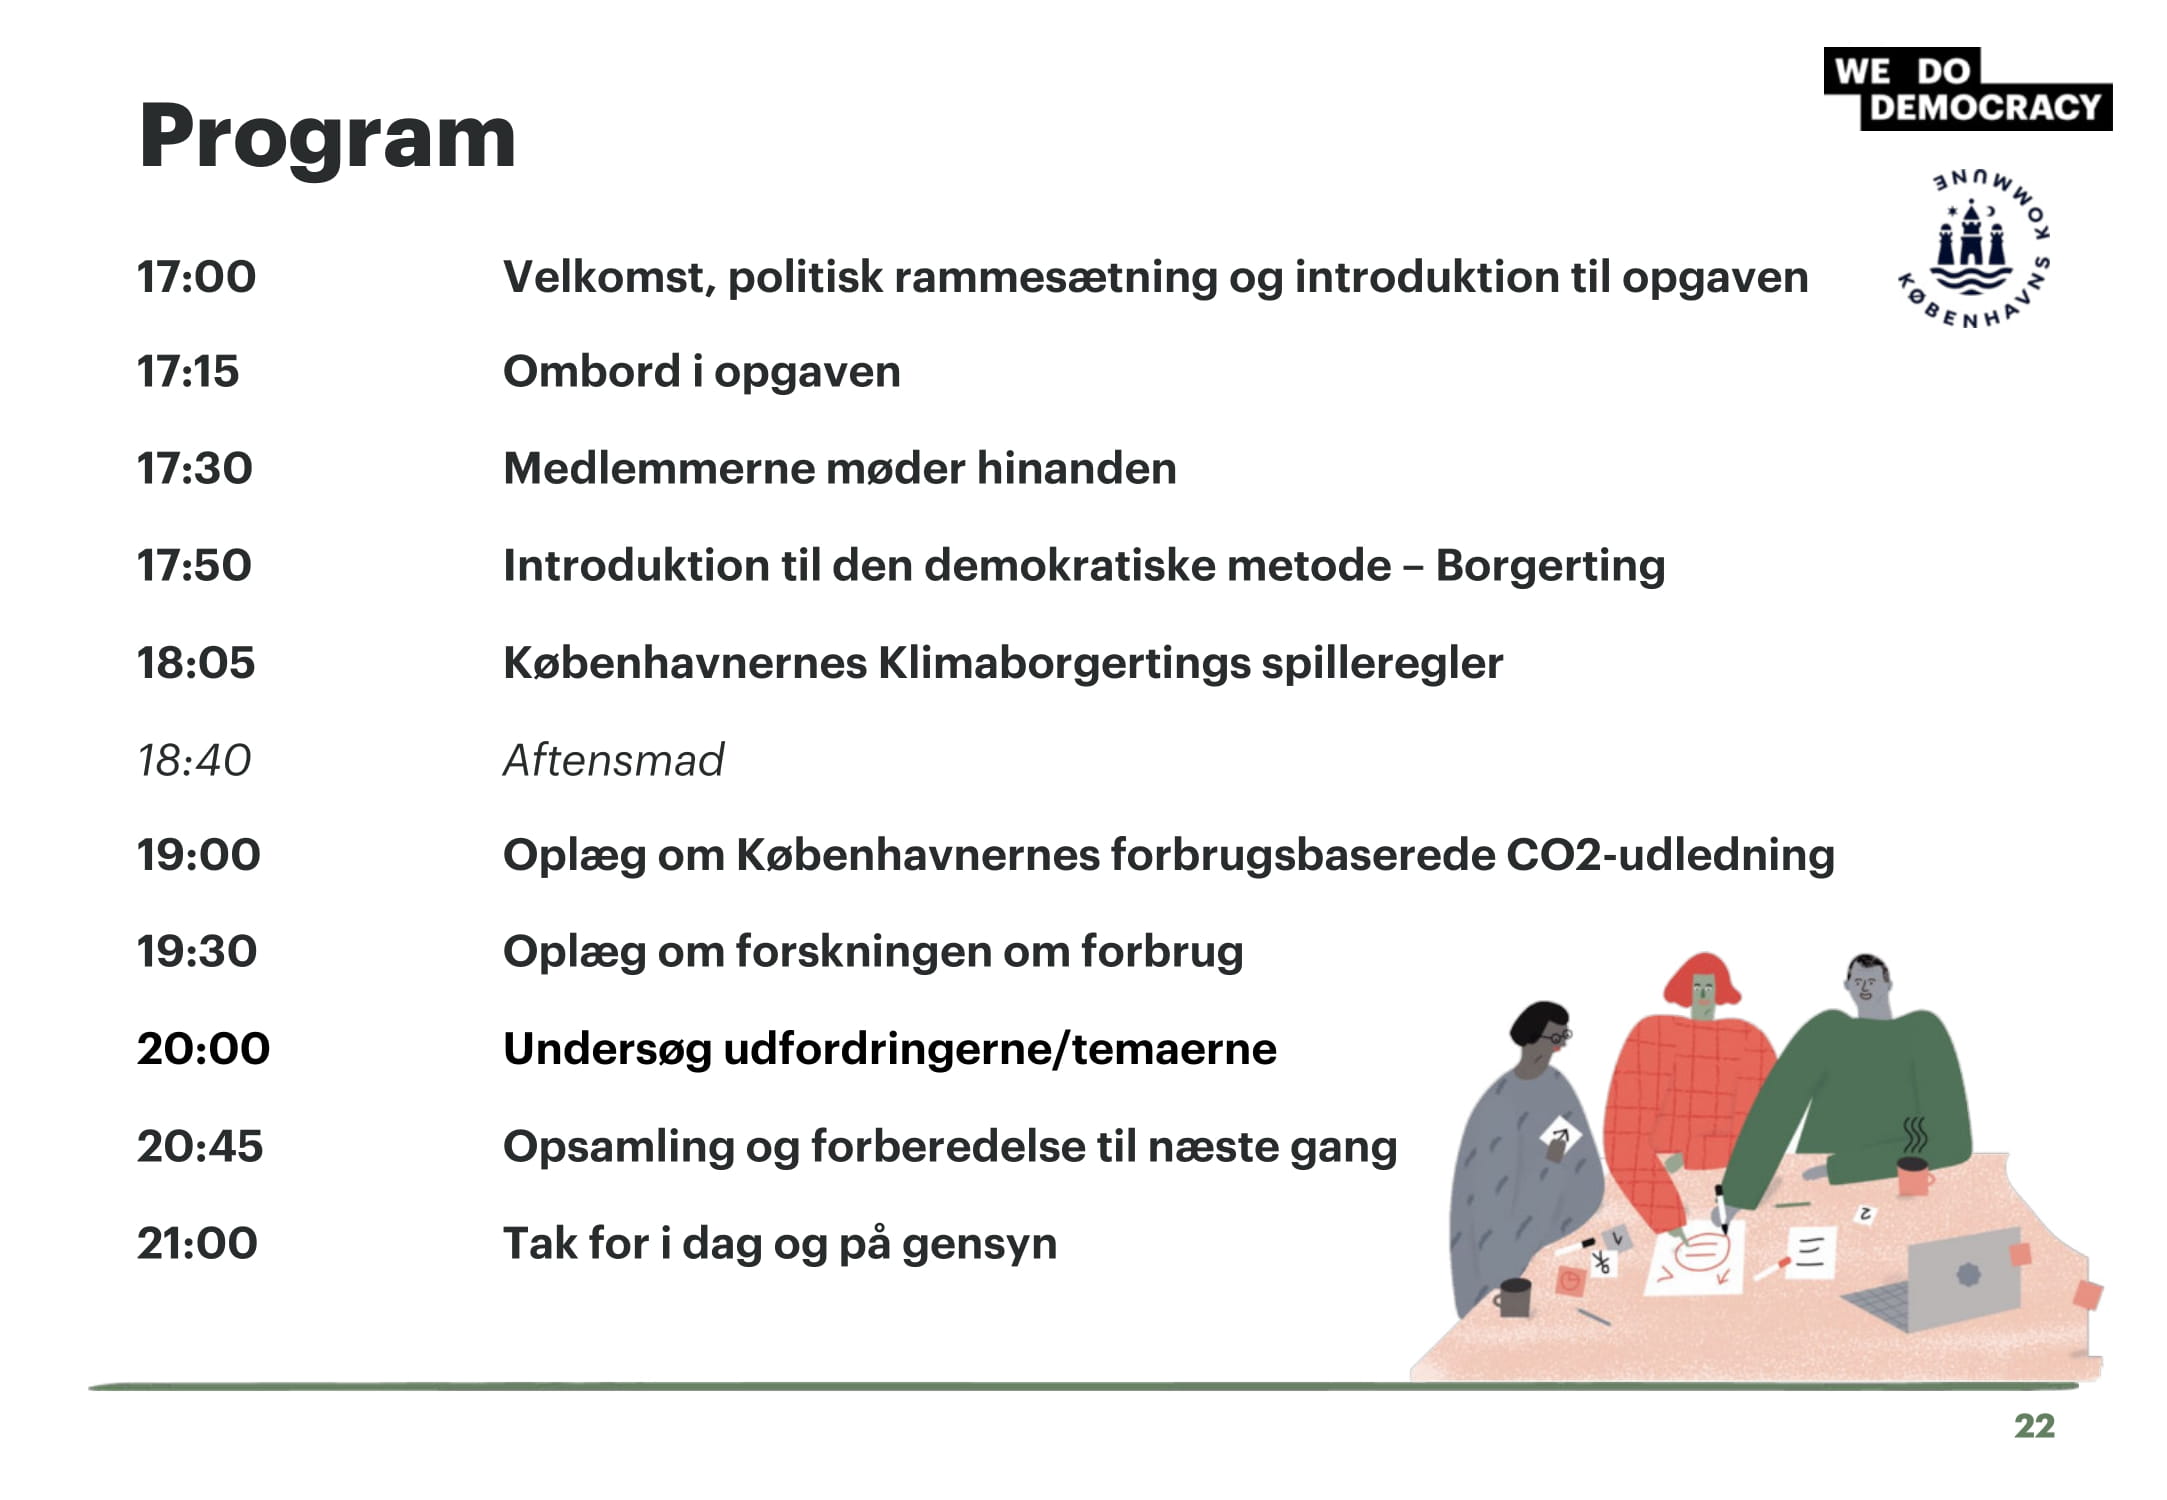 WE DO
DEMOCRACY
Program
KØBENHAVNS KOMMUNE
17:00 Velkomst, politisk rammesætning og introduktion til opgaven
17:15 Ombord i opgaven
17:30 Medlemmerne møder hinanden
17:50 Introduktion til den demokratiske metode – Borgerting
18:05 Københavnernes Klimaborgertings spilleregler
18:40 Aftensmad
19:00 Oplæg om Københavnernes forbrugsbaserede CO2-udledning
19:30 Oplæg om forskningen om forbrug
20:00 Undersøg udfordringerne/temaerne
20:45 Opsamling og forberedelse til næste gang
21:00 Tak for i dag og på gensyn
22